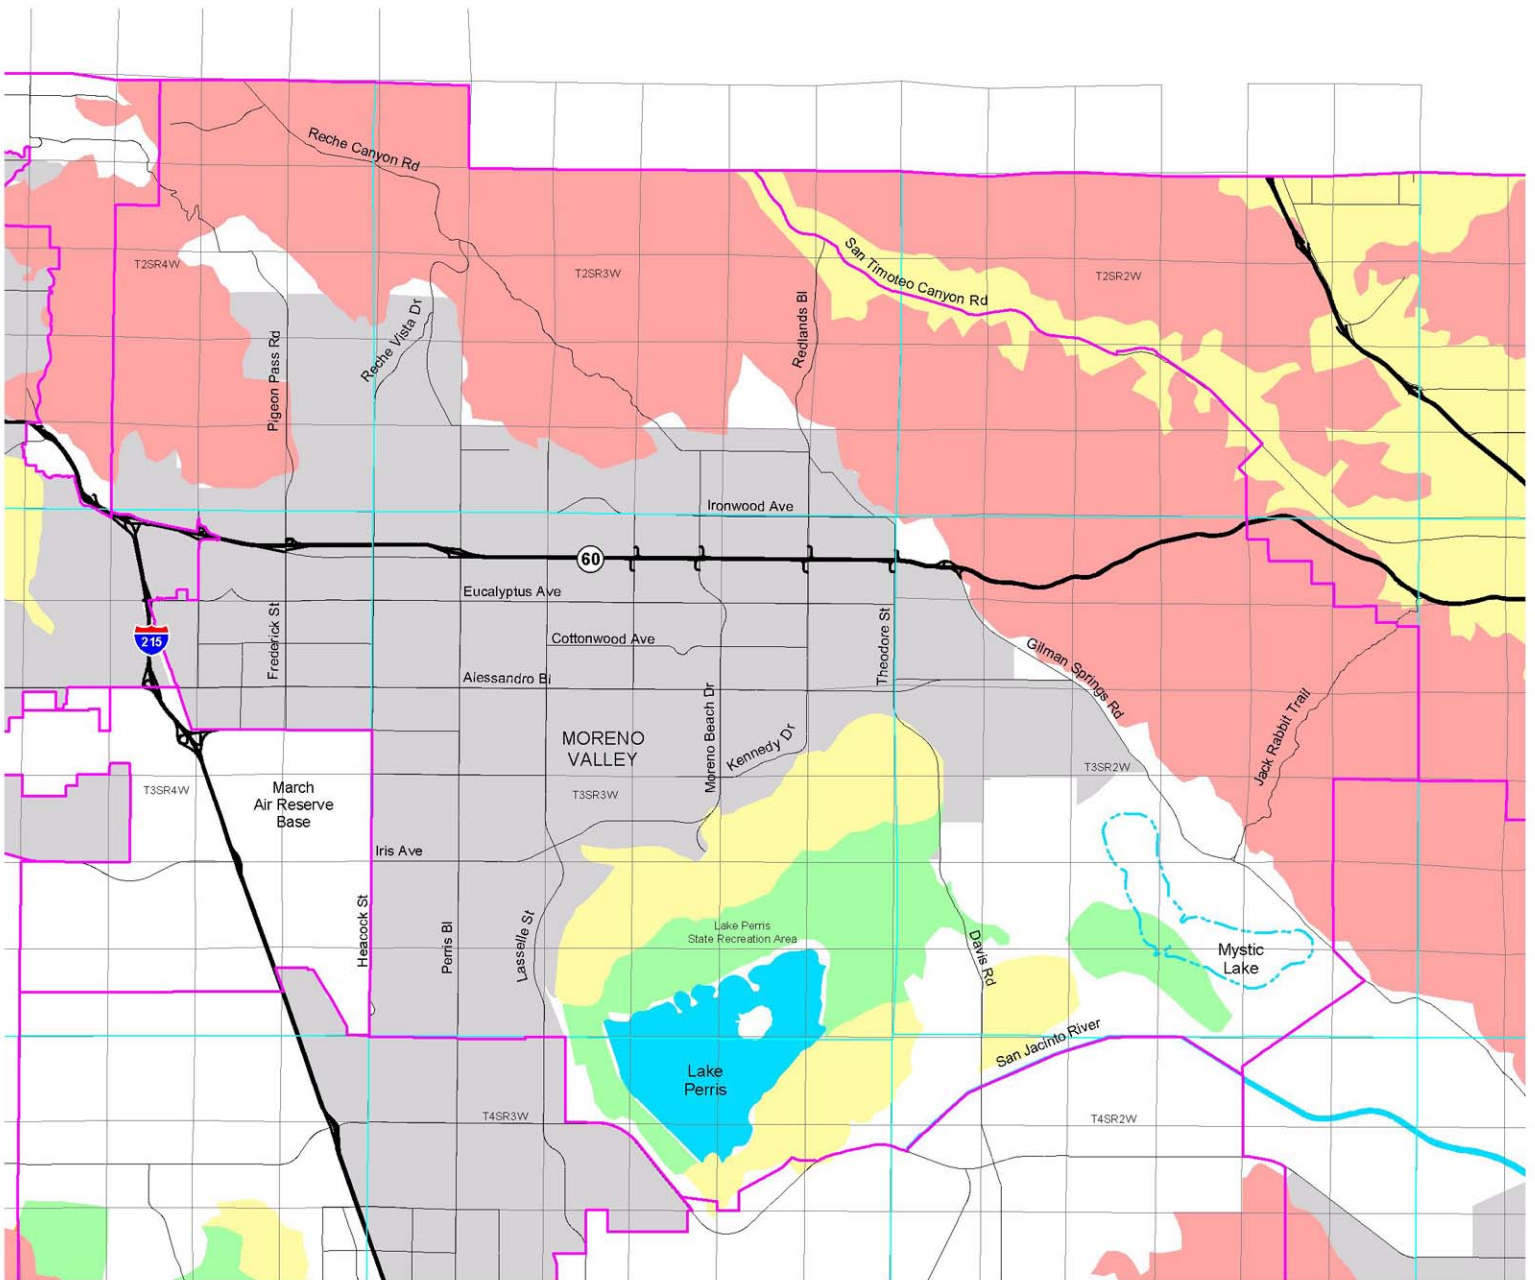 Reche Canyon Rd
T2SR4W
T2SR3W
San Timoteo Canyon Rd
T2SR2W
Redlands Bl
Reche Vista Dr
Pigeon Pass Rd
Ironwood Ave
60
Eucalyptus Ave
215
Frederick St
Cottonwood Ave
Theodore St
Gilman Springs Rd
Alessandro Bl
Moreno Beach Dr
Kennedy Dr
Jack Rabbit Trail
MORENO
VALLEY
T3SR2W
T3SR4W
March
Air Reserve
Base
T3SR3W
Iris Ave
Heacock St
Perris Bl
Lasselle St
Lake Perris
State Recreation Area
Davis Rd
Mystic
Lake
San Jacinto River
Lake
Perris
T4SR3W
T4SR2W